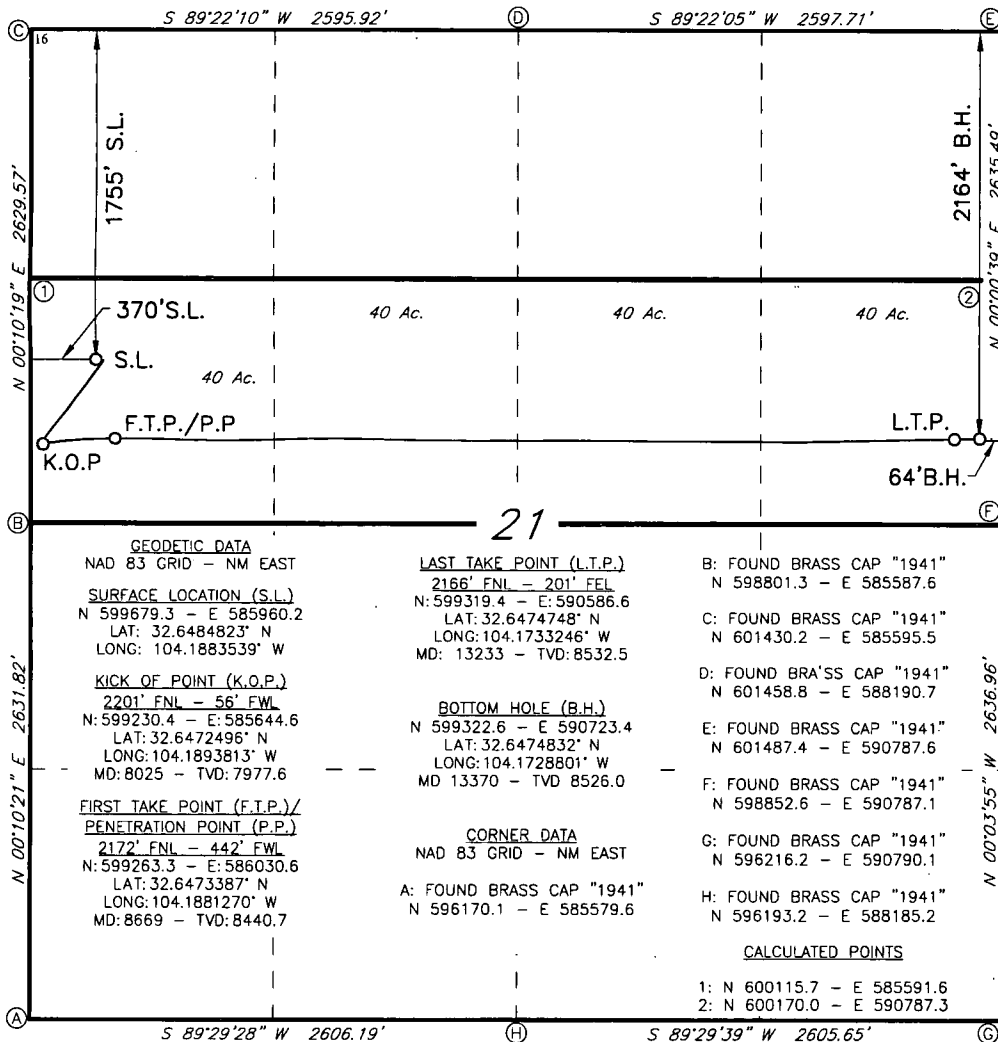 S 89°22'10" W 2595.92'
S 89°22'05" W 2597.71'
C
D
E
16
1755' S.L.
2164' B.H.
N 00°10'19" E 2629.57'
N 00°00'39" E 2635.49'
1
2
370'S.L.
40 Ac.
40 Ac.
40 Ac.
S.L.
40 Ac.
F.T.P./P.P
L.T.P.
K.O.P
64'B.H.
B
21
F
GEODETIC DATA
NAD 83 GRID - NM EAST
SURFACE LOCATION (S.L.)
N 599679.3 - E 585960.2
LAT: 32.6484823° N
LONG: 104.1883539° W
KICK OF POINT (K.O.P.)
2201' FNL - 56' FWL
N: 599230.4 - E: 585644.6
LAT: 32.6472496° N
LONG: 104.1893813° W
MD: 8025 - TVD: 7977.6
FIRST TAKE POINT (F.T.P.)/
PENETRATION POINT (P.P.)
2172' FNL - 442' FWL
N: 599263.3 - E: 586030.6
LAT: 32.6473387° N
LONG: 104.1881270° W
MD: 8669 - TVD: 8440.7
LAST TAKE POINT (L.T.P.)
2166' FNL - 201' FEL
N: 599319.4 - E: 590586.6
LAT: 32.6474748° N
LONG: 104.1733246° W
MD: 13233 - TVD: 8532.5
BOTTOM HOLE (B.H.)
N 599322.6 - E 590723.4
LAT: 32.6474832° N
LONG: 104.1728801° W
MD 13370 - TVD 8526.0
CORNER DATA
NAD 83 GRID - NM EAST
A: FOUND BRASS CAP "1941"
N 596170.1 - E 585579.6
B: FOUND BRASS CAP "1941"
N 598801.3 - E 585587.6
C: FOUND BRASS CAP "1941"
N 601430.2 - E 585595.5
D: FOUND BRA'SS CAP "1941"
N 601458.8 - E 588190.7
E: FOUND BRASS CAP "1941"
N 601487.4 - E 590787.6
F: FOUND BRASS CAP "1941"
N 598852.6 - E 590787.1
G: FOUND BRASS CAP "1941"
N 596216.2 - E 590790.1
H: FOUND BRASS CAP "1941"
N 596193.2 - E 588185.2
CALCULATED POINTS
1: N 600115.7 - E 585591.6
2: N 600170.0 - E 590787.3
N 00°10'21" E 2631.82'
N 00°03'55" W 2636.96'
A
S 89°29'28" W 2606.19'
H
S 89°29'39" W 2605.65'
G